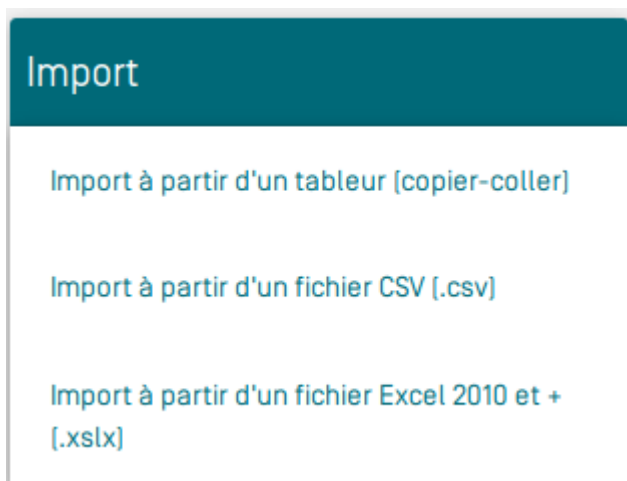 Import
Import à partir d'un tableur (copier-coller)
Import à partir d'un fichier CSV (.csv)
Import à partir d'un fichier Excel 2010 et +
(.xslx)